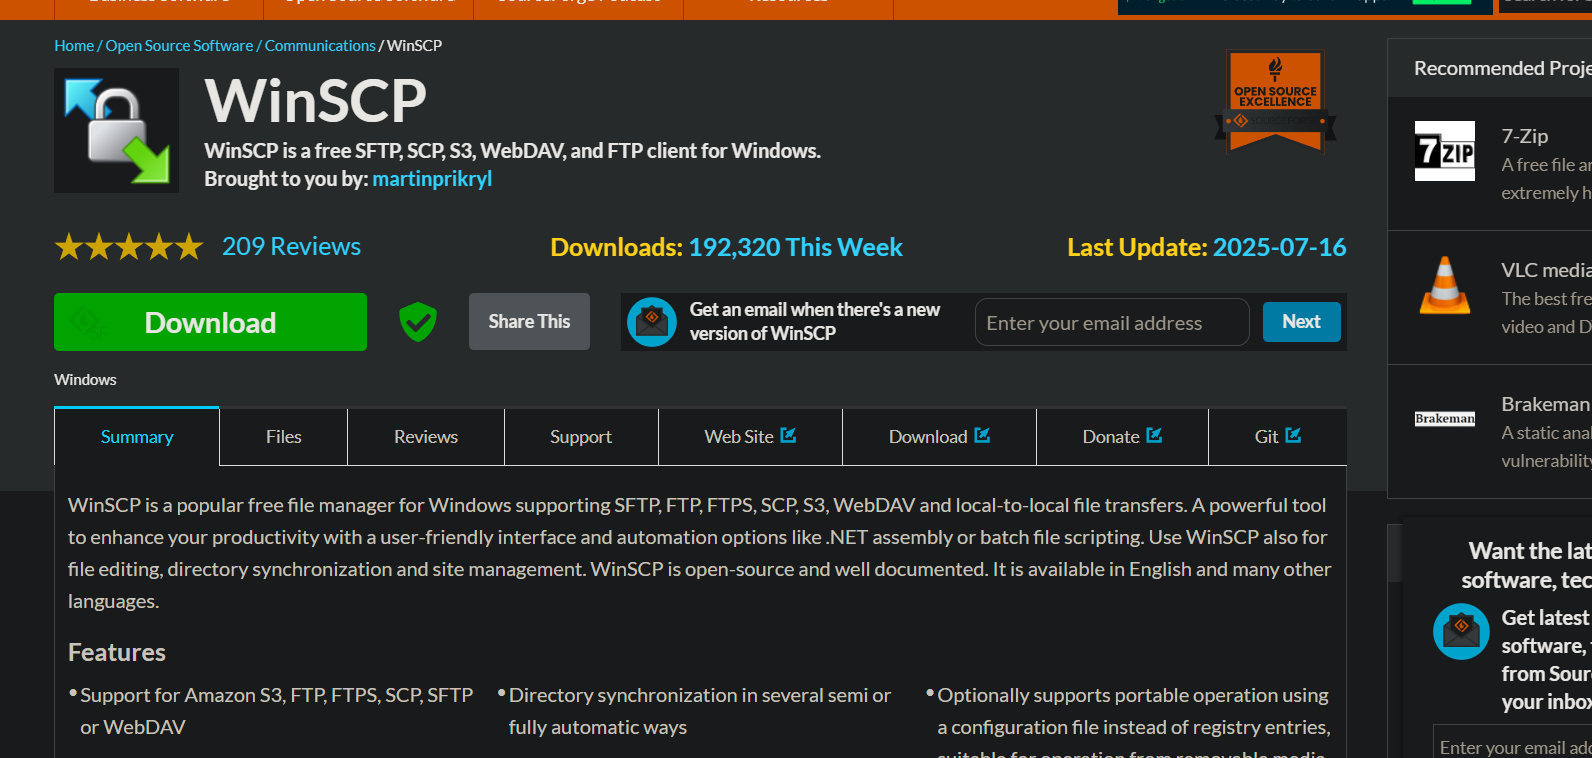 Home / Open Source Software / Communications / WinSCP
WinSCP
WinSCP is a free SFTP, SCP, S3, WebDAV, and FTP client for Windows.
Brought to you by: martinprikryl
OPEN SOURCE
EXCELLENCE
SOURCEFORGE
209 Reviews
Downloads: 192,320 This Week
Last Update: 2025-07-16
Download
Share This
Get an email when there's a new
version of WinSCP
Enter your email address
Next
Windows
Summary
Files
Reviews
Support
Web Site
Download
Donate
Git
WinSCP is a popular free file manager for Windows supporting SFTP, FTP, FTPS, SCP, S3, WebDAV and local-to-local file transfers. A powerful tool
to enhance your productivity with a user-friendly interface and automation options like .NET assembly or batch file scripting. Use WinSCP also for
file editing, directory synchronization and site management. WinSCP is open-source and well documented. It is available in English and many other
languages.
Features
• Support for Amazon S3, FTP, FTPS, SCP, SFTP
or WebDAV
• Directory synchronization in several semi or
fully automatic ways
• Optionally supports portable operation using
a configuration file instead of registry entries,
suitable for operation from removable media
Recommended Proje
7ZIP
7-Zip
A free file ar
extremely h
VLC media
The best fre
video and D
Brakeman
Brakeman
A static anal
vulnerability
Want the lat
software, tec
Get latest
software,
from Sour
your inbox
Enter your email add